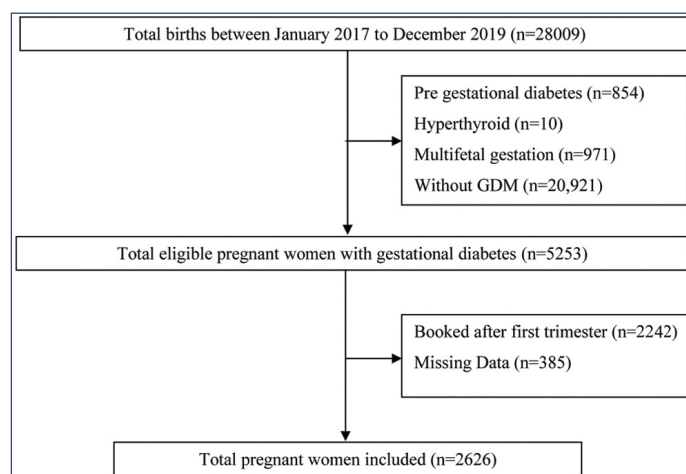 Total births between January 2017 to December 2019 (n=28009)
Pre gestational diabetes (n=854)
Hyperthyroid (n=10)
Multifetal gestation (n=971)
Without GDM (n=20,921)
Total eligible pregnant women with gestational diabetes (n=5253)
Booked after first trimester (n=2242)
Missing Data (n=385)
Total pregnant women included (n=2626)